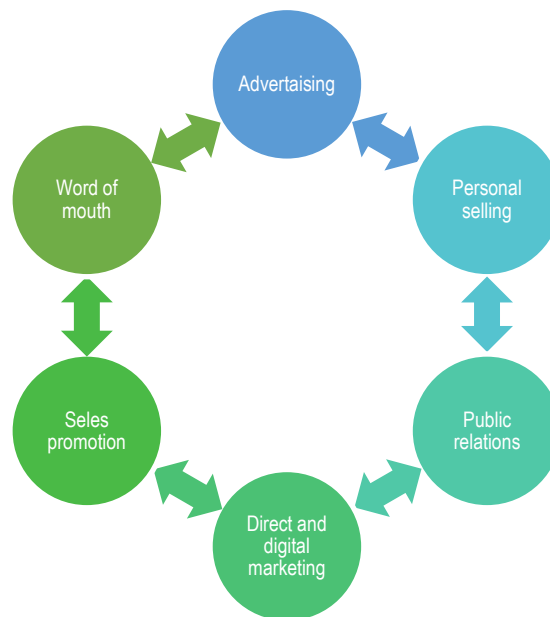 Advertaising
Personal
selling
Public
relations
Direct and
digital
marketing
Seles
promotion
Word of
mouth